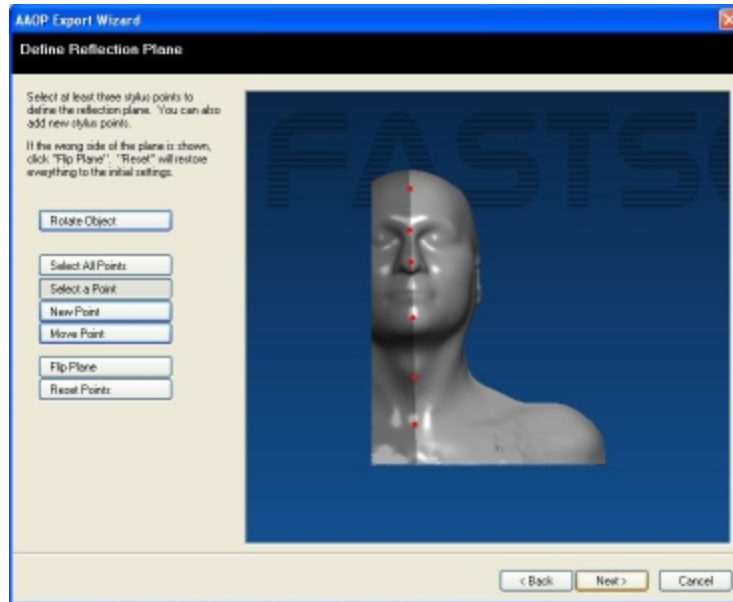 AAOP Export Wizard
Define Reflection Plane
Select at least three stylus points to
define the reflection plane. You can also
add new stylus points.
If the wrong side of the plane is shown,
click "Flip Plane". "Reset" will restore
everything to the initial settings.
FASTSC
Rotate Object
Select All Points
Select a Point
New Point
Move Point
Flip Plane
Reset Points
< Back
Next >
Cancel